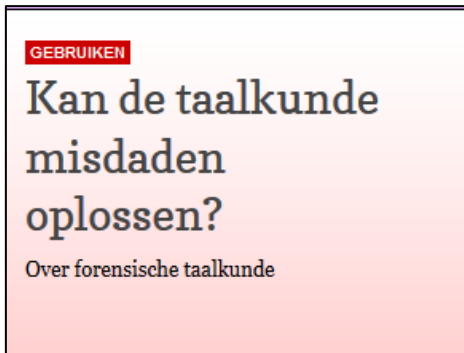 GEBRUIKEN
Kan de taalkunde
misdaden
oplossen?
Over forensische taalkunde